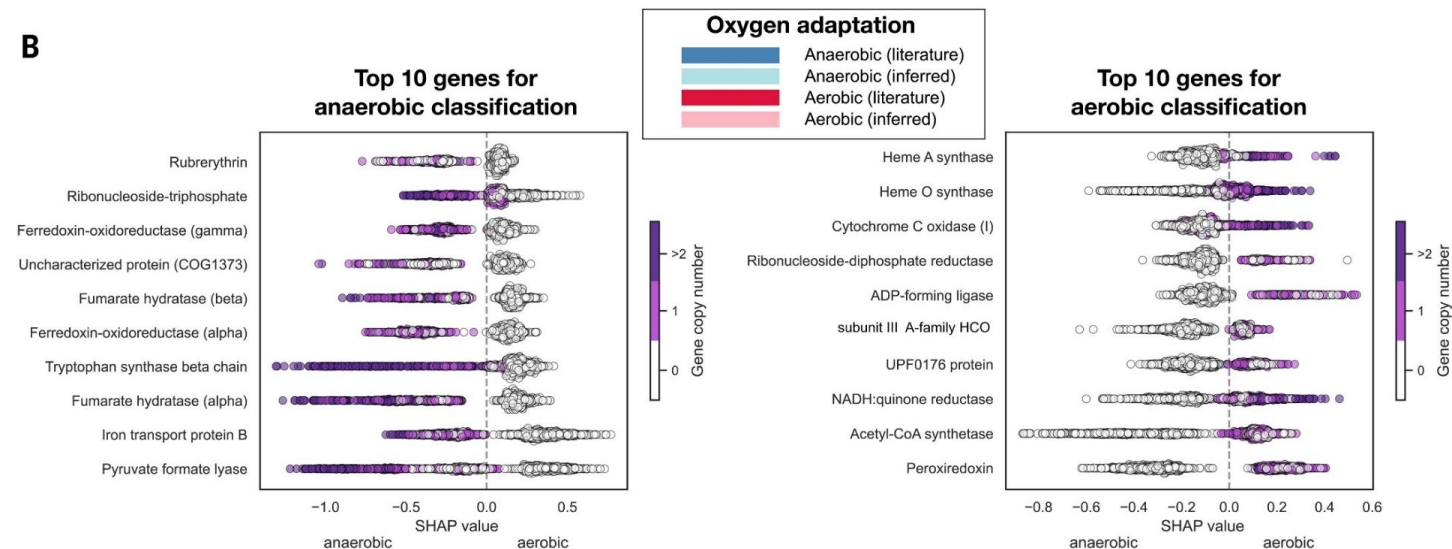 B
Oxygen adaptation
Anaerobic (literature)
Anaerobic (inferred)
Aerobic (literature)
Aerobic (inferred)
Top 10 genes for
anaerobic classification
Rubrerythrin
Ribonucleoside-triphosphate
Ferredoxin-oxidoreductase (gamma)
Uncharacterized protein (COG1373)
Fumarate hydratase (beta)
Ferredoxin-oxidoreductase (alpha)
Tryptophan synthase beta chain
Fumarate hydratase (alpha)
Iron transport protein B
Pyruvate formate lyase
−1.0 −0.5 0.0 0.5
SHAP value
anaerobic aerobic
>2
1
0
Gene copy number
Top 10 genes for
aerobic classification
Heme A synthase
Heme O synthase
Cytochrome C oxidase (I)
Ribonucleoside-diphosphate reductase
ADP-forming ligase
subunit III A-family HCO
UPF0176 protein
NADH:quinone reductase
Acetyl-CoA synthetase
Peroxiredoxin
−0.8 −0.6 −0.4 −0.2 0.0 0.2 0.4 0.6
SHAP value
anaerobic aerobic
>2
1
0
Gene copy number